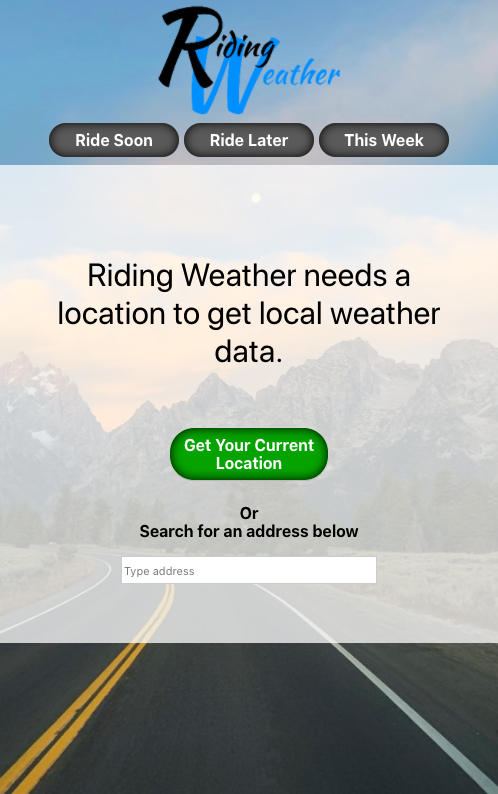 Riding
Weather
Ride Soon Ride Later This Week
Riding Weather needs a
location to get local weather
data.
Get Your Current
Location
Or
Search for an address below
Type address